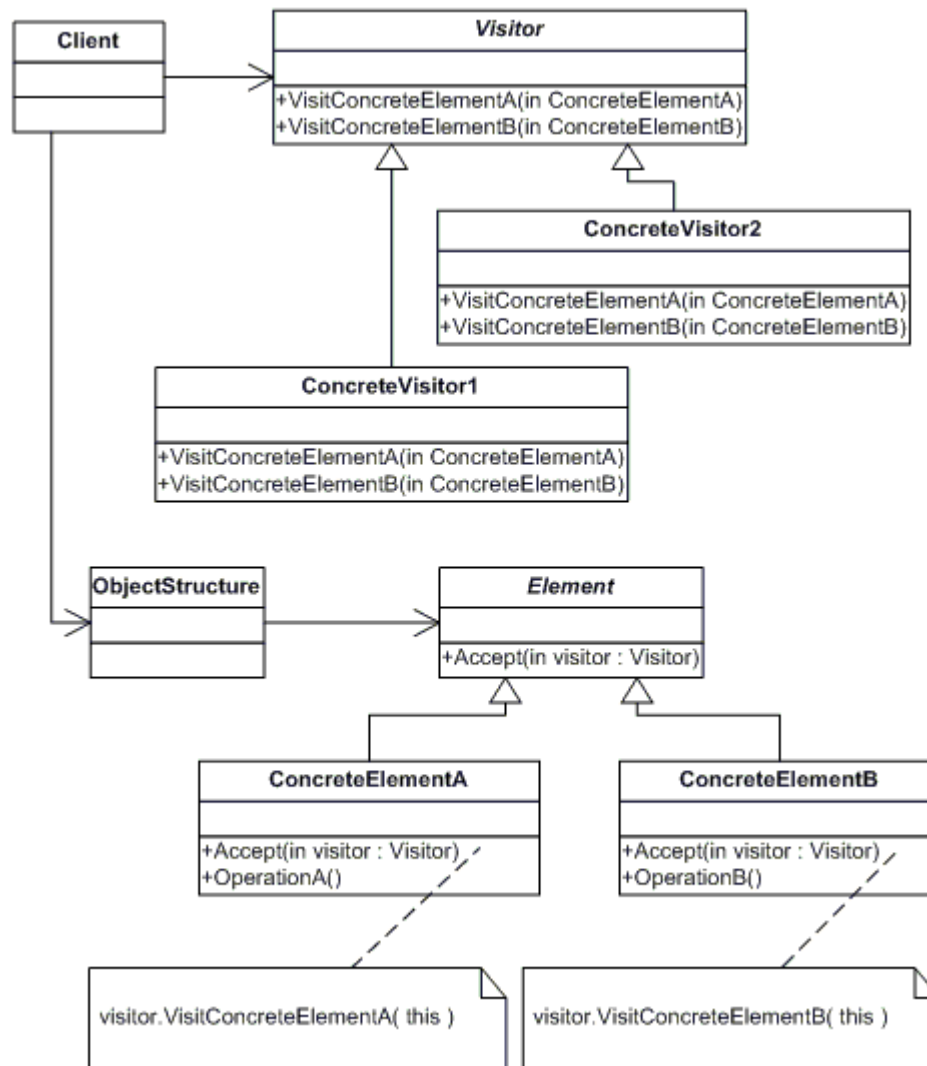 Client
Visitor
+VisitConcreteElementA(in ConcreteElementA)
+VisitConcreteElementB(in ConcreteElementB)
ConcreteVisitor2
+VisitConcreteElementA(in ConcreteElementA)
+VisitConcreteElementB(in ConcreteElementB)
ConcreteVisitor1
+VisitConcreteElementA(in ConcreteElementA)
+VisitConcreteElementB(in ConcreteElementB)
ObjectStructure
Element
+Accept(in visitor : Visitor)
ConcreteElementA
+Accept(in visitor : Visitor)
+OperationA()
ConcreteElementB
+Accept(in visitor : Visitor)
+OperationB()
visitor.VisitConcreteElementA( this )
visitor.VisitConcreteElementB( this )